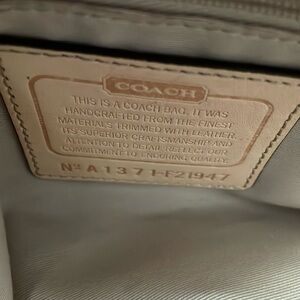 COACH
THIS IS A COACH BAG. IT WAS
HANDCRAFTED FROM THE FINEST
MATERIALS TRIMMED WITH LEATHER.
ITS SUPERIOR CRAFTSMANSHIP AND
ATTENTION TO DETAIL REFLECT OUR
COMMITMENT TO ENDURING QUALITY.
Nº A1371-F21947